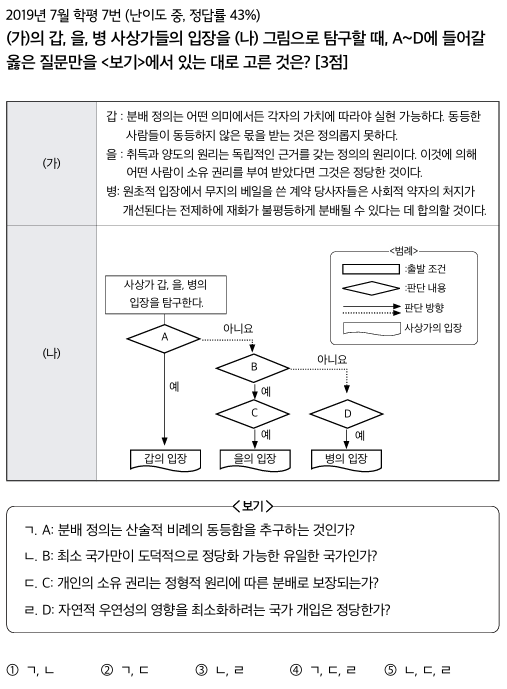 2019년 7월 학평 7번 (난이도 중, 정답률 43%)
(가)의 갑, 을, 병 사상가들의 입장을 (나) 그림으로 탐구할 때, A~D에 들어갈
옳은 질문만을 <보기>에서 있는 대로 고른 것은? [3점]
(가)
갑 : 분배 정의는 어떤 의미에서든 각자의 가치에 따라야 실현 가능하다. 동등한
사람들이 동등하지 않은 몫을 받는 것은 정의롭지 못하다.
을 : 취득과 양도의 원리는 독립적인 근거를 갖는 정의의 원리이다. 이것에 의해
어떤 사람이 소유 권리를 부여 받았다면 그것은 정당한 것이다.
병: 원초적 입장에서 무지의 베일을 쓴 계약 당사자들은 사회적 약자의 처지가
개선된다는 전제하에 재화가 불평등하게 분배될 수 있다는 데 합의할 것이다.
(나)
사상가 갑, 을, 병의
입장을 탐구한다.
<범례>
:출발 조건
:판단 내용
판단 방향
사상가의 입장
A
아니요
B
아니요
예
예
C
D
예
예
갑의 입장
을의 입장
병의 입장
<보기>
ㄱ. A: 분배 정의는 산술적 비례의 동등함을 추구하는 것인가?
ㄴ. B: 최소 국가만이 도덕적으로 정당화 가능한 유일한 국가인가?
ㄷ. C: 개인의 소유 권리는 정형적 원리에 따른 분배로 보장되는가?
ㄹ. D: 자연적 우연성의 영향을 최소화하려는 국가 개입은 정당한가?
① ㄱ, ㄴ ② ㄱ, ㄷ ③ ㄴ, ㄹ ④ ㄱ, ㄷ, ㄹ ⑤ ㄴ, ㄷ, ㄹ